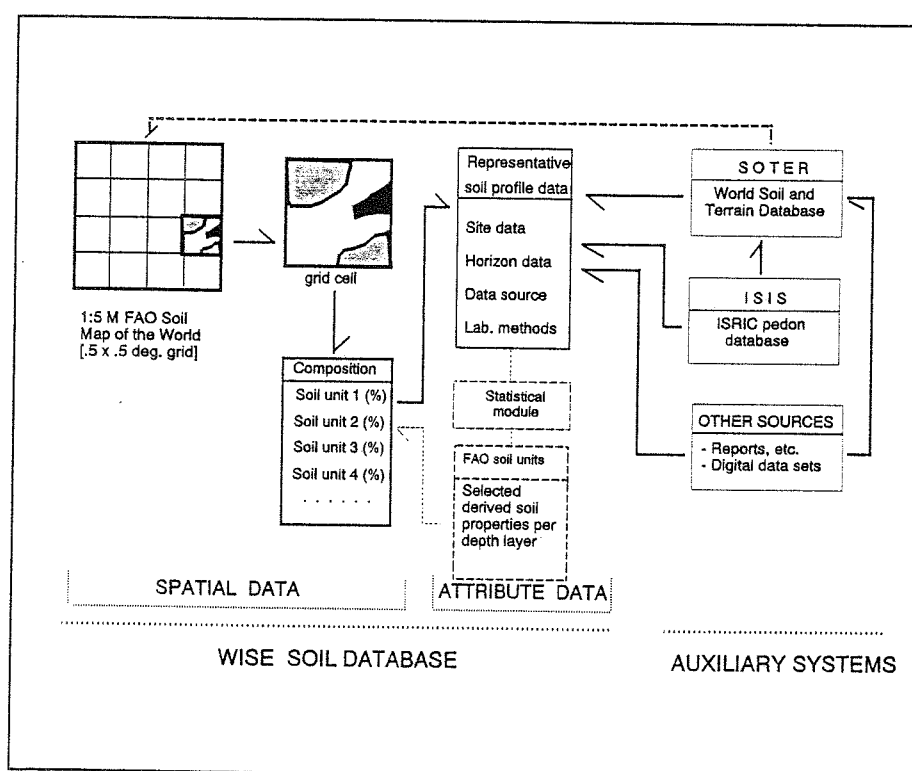 1:5 M FAO Soil
Map of the World
[.5 x .5 deg. grid]
grid cell
Composition
Soil unit 1 (%)
Soil unit 2 (%)
Soil unit 3 (%)
Soil unit 4 (%)
. . . . . .
Representative
soil profile data
Site data
Horizon data
Data source
Lab. methods
Statistical
module
FAO soil units
Selected
derived soil
properties per
depth layer
SOTER
World Soil and
Terrain Database
ISIS
ISRIC pedon
database
OTHER SOURCES
- Reports, etc.
- Digital data sets
SPATIAL DATA
ATTRIBUTE DATA
WISE SOIL DATABASE
AUXILIARY SYSTEMS